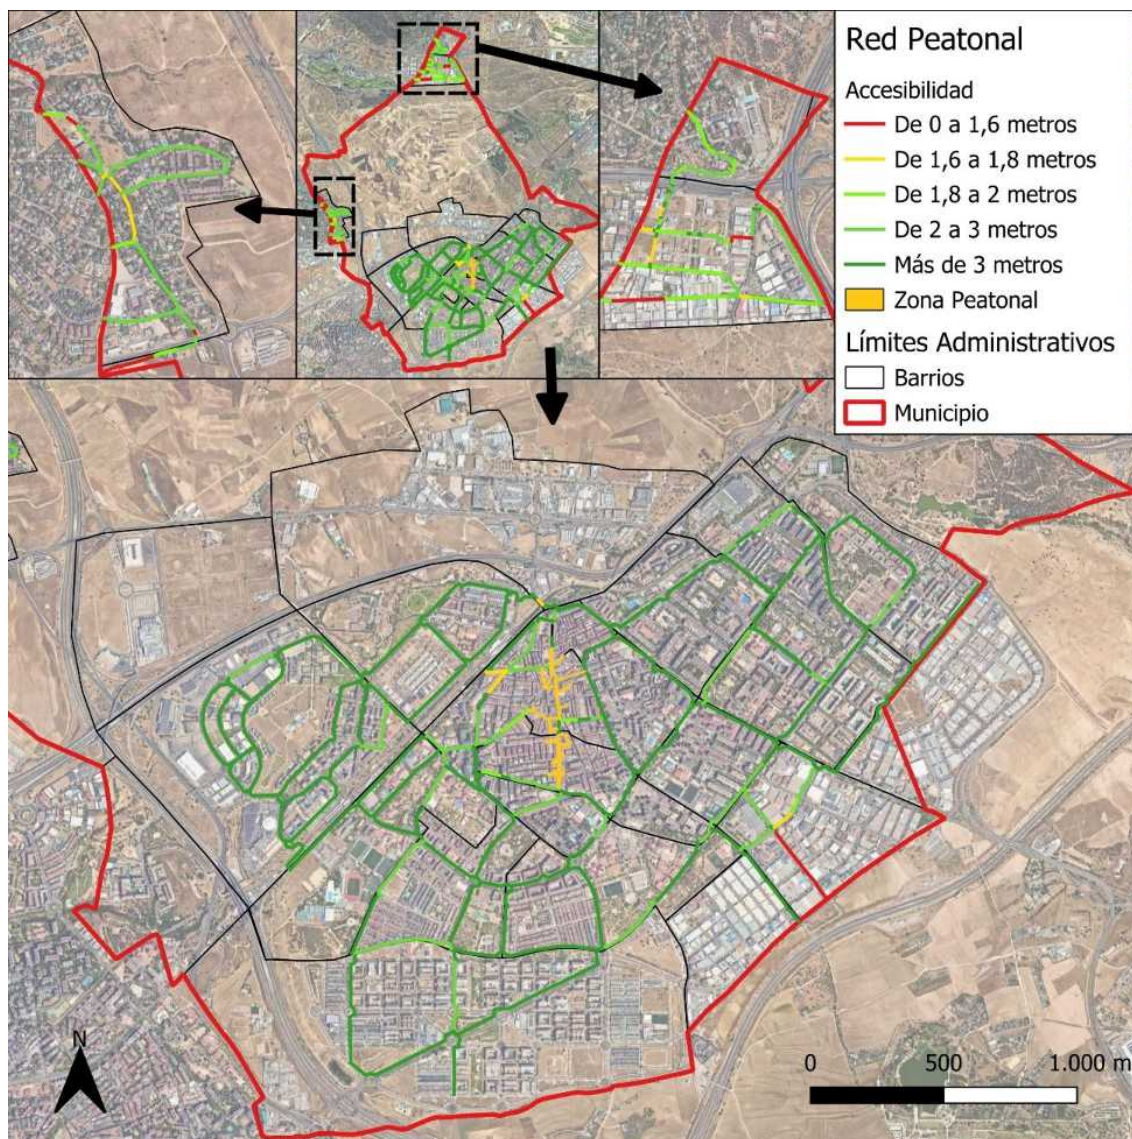 Red Peatonal
Accesibilidad
De 0 a 1,6 metros
De 1,6 a 1,8 metros
De 1,8 a 2 metros
De 2 a 3 metros
Más de 3 metros
Zona Peatonal
Límites Administrativos
Barrios
Municipio
N
0 500 1.000 m